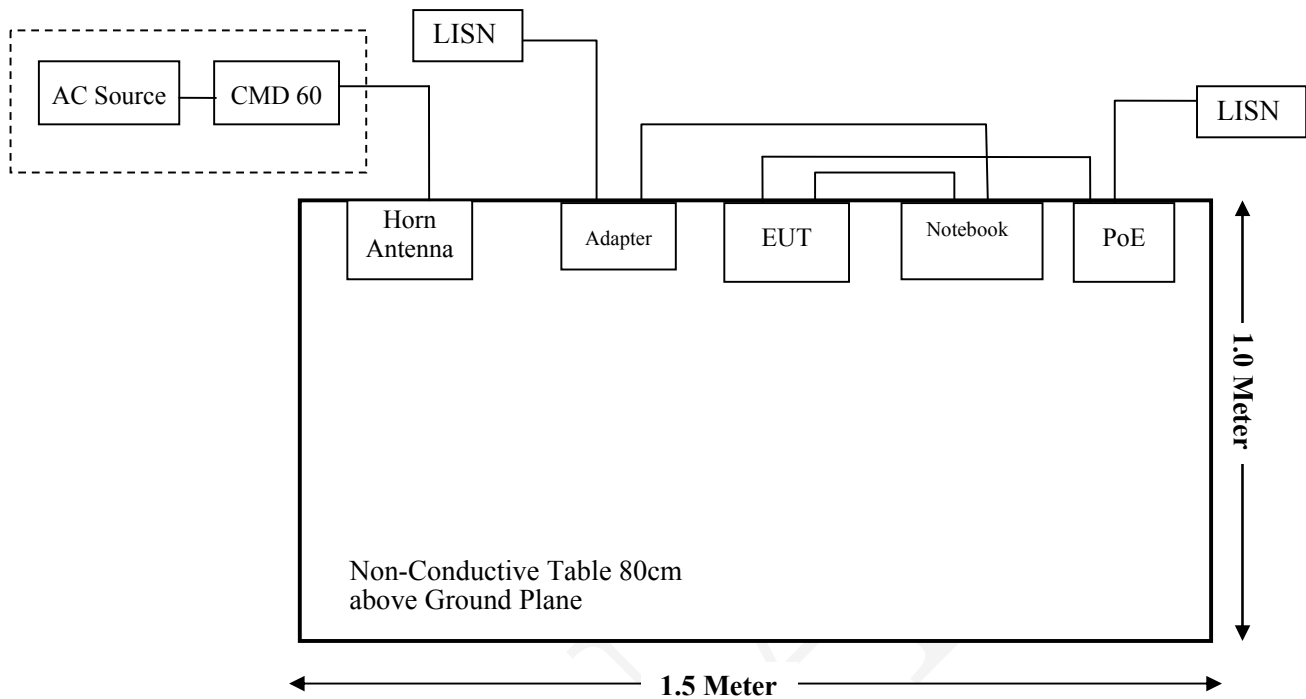 LISN
AC Source
CMD 60
LISN
Horn
Antenna
Adapter
EUT
Notebook
PoE
1.0 Meter
Non-Conductive Table 80cm
above Ground Plane
1.5 Meter